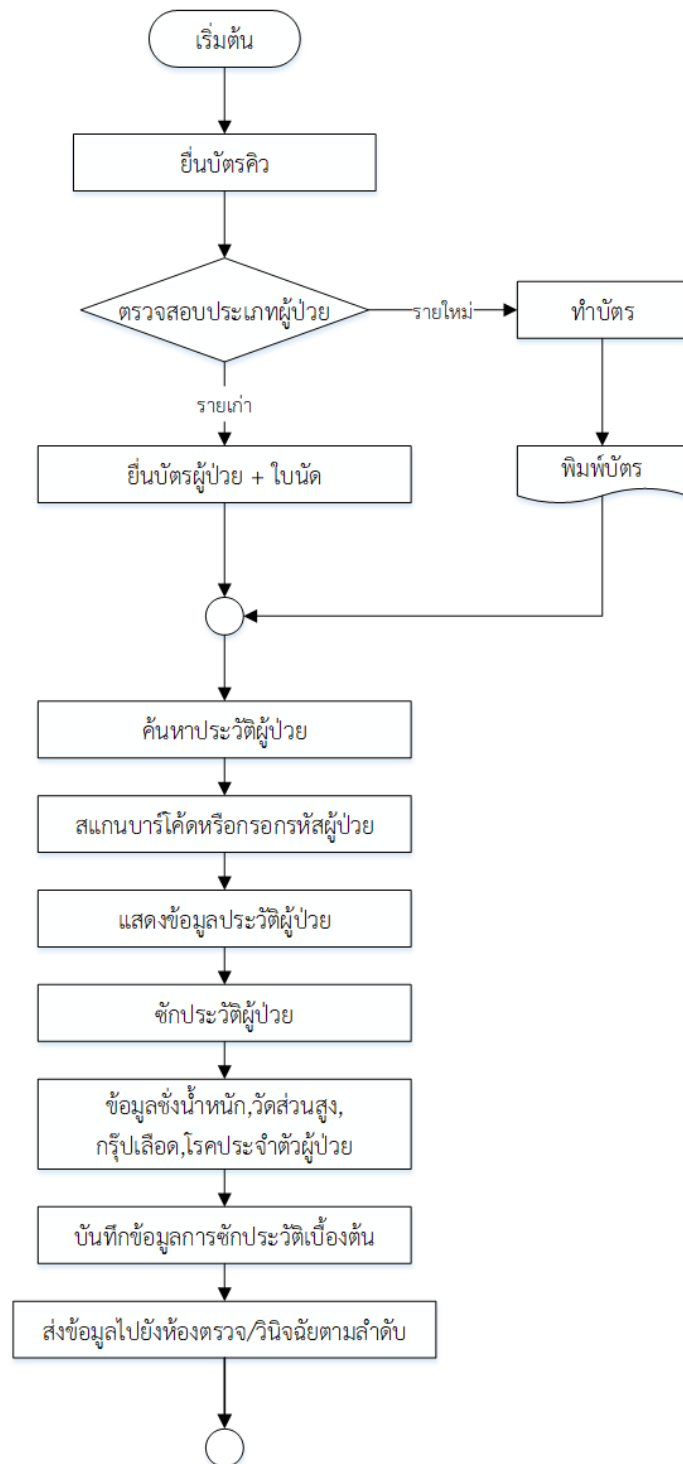 เริ่มต้น
ยื่นบัตรคิว
ตรวจสอบประเภทผู้ป่วย
รายใหม่
ทำบัตร
รายเก่า
ยื่นบัตรผู้ป่วย + ใบนัด
พิมพ์บัตร
ค้นหาประวัติผู้ป่วย
สแกนบาร์โค้ดหรือกรอกรหัสผู้ป่วย
แสดงข้อมูลประวัติผู้ป่วย
ซักประวัติผู้ป่วย
ข้อมูลชั่งน้ำหนัก,วัดส่วนสูง,
กรุ๊ปเลือด,โรคประจำตัวผู้ป่วย
บันทึกข้อมูลการซักประวัติเบื้องต้น
ส่งข้อมูลไปยังห้องตรวจ/วินิจฉัยตามลำดับ